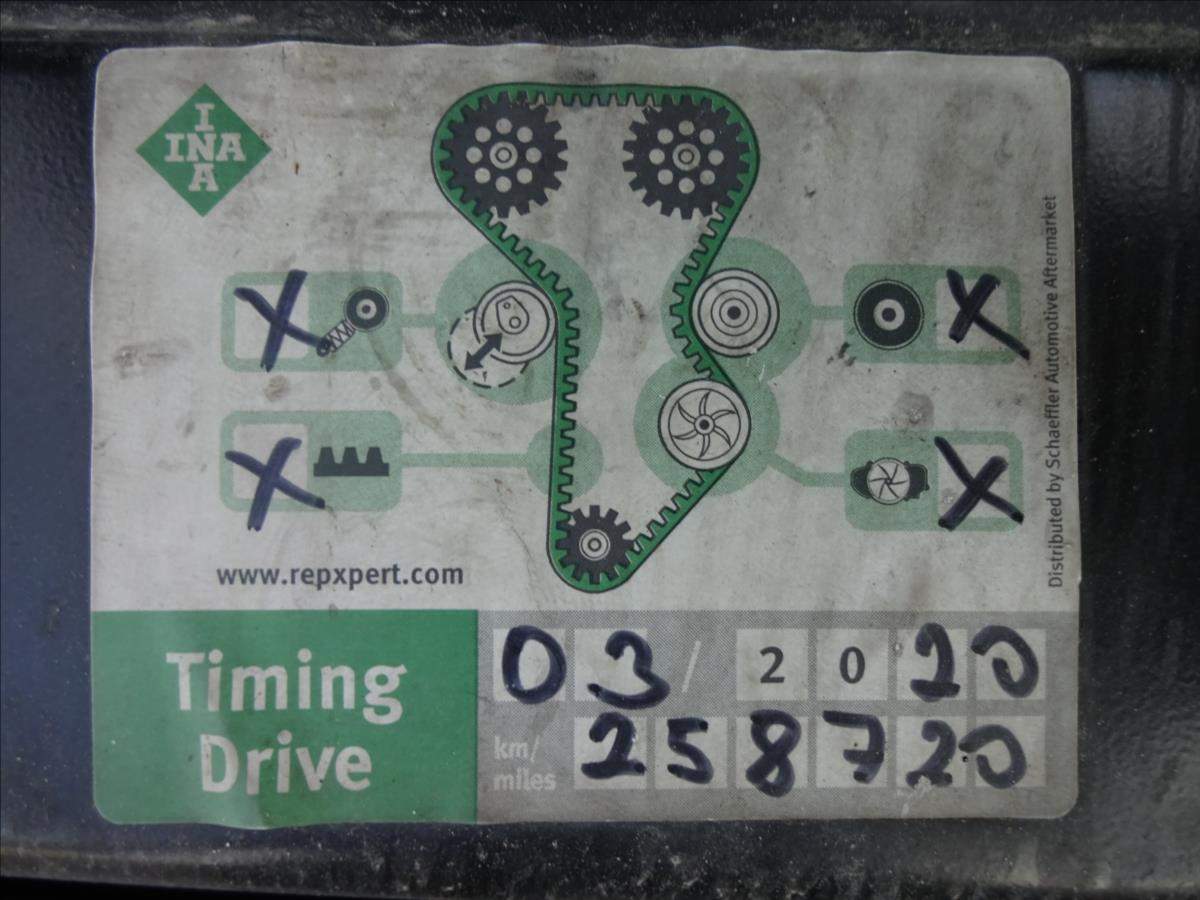 I
INA
A
X
X
X
X
www.repxpert.com
Distributed by Schaeffler Automotive Aftermarket
Timing
Drive
03/2020
km/
miles
258720